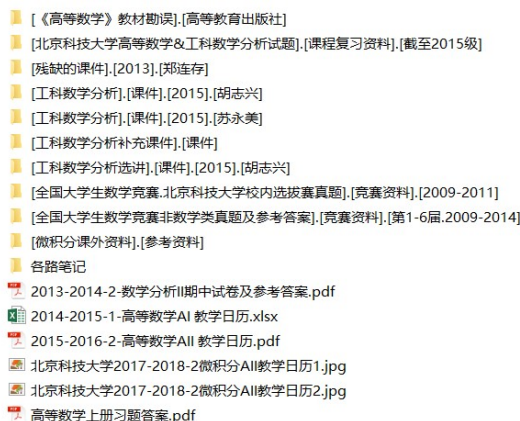 [《高等数学》教材勘误].[高等教育出版社]
[北京科技大学高等数学&工科数学分析试题].[课程复习资料].[截至2015级]
[残缺的课件].[2013].[郑连存]
[工科数学分析].[课件].[2015].[胡志兴]
[工科数学分析].[课件].[2015].[苏永美]
[工科数学分析补充课件].[课件]
[工科数学分析选讲].[课件].[2015].[胡志兴]
[全国大学生数学竞赛.北京科技大学校内选拔赛真题].[竞赛资料].[2009-2011]
[全国大学生数学竞赛非数学类真题及参考答案].[竞赛资料].[第1-6届.2009-2014]
[微积分课外资料].[参考资料]
各路笔记
2013-2014-2-数学分析II期中试卷及参考答案.pdf
2014-2015-1-高等数学AI 教学日历.xlsx
2015-2016-2-高等数学AII 教学日历.pdf
北京科技大学2017-2018-2微积分AII教学日历1.jpg
北京科技大学2017-2018-2微积分AII教学日历2.jpg
高等数学上册习题答案.pdf